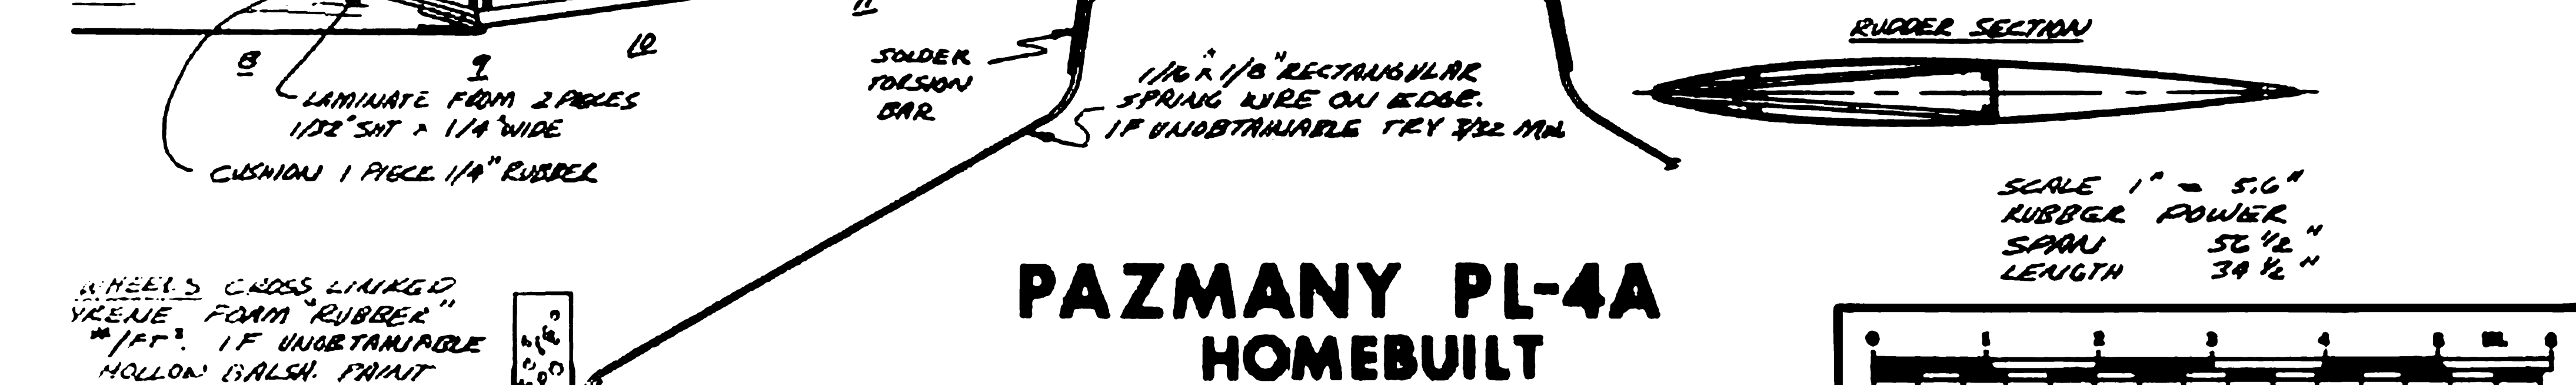 8
9
10
11
LAMINATE FROM 2 PIECES
1/32" SHT x 1/4" WIDE
CUSHION 1 PIECE 1/4" RUBBER
SOLDER
TORSION
BAR
1/16" x 1/8" RECTANGULAR
SPRING WIRE ON EDGE.
IF UNOBTAINABLE TRY 3/32 MW
RUDDER SECTION
SCALE 1" = 5.6"
RUBBER POWER
SPAN 56 1/2"
LENGTH 34 1/2"
WHEELS CROSS LINKED
YRENE FOAM "RUBBER"
#/FT³. IF UNOBTAINABLE
HOLLOW BALSA. PAINT
PAZMANY PL-4A
HOMEBUILT
0 1 2 3 4 5 IN. 6